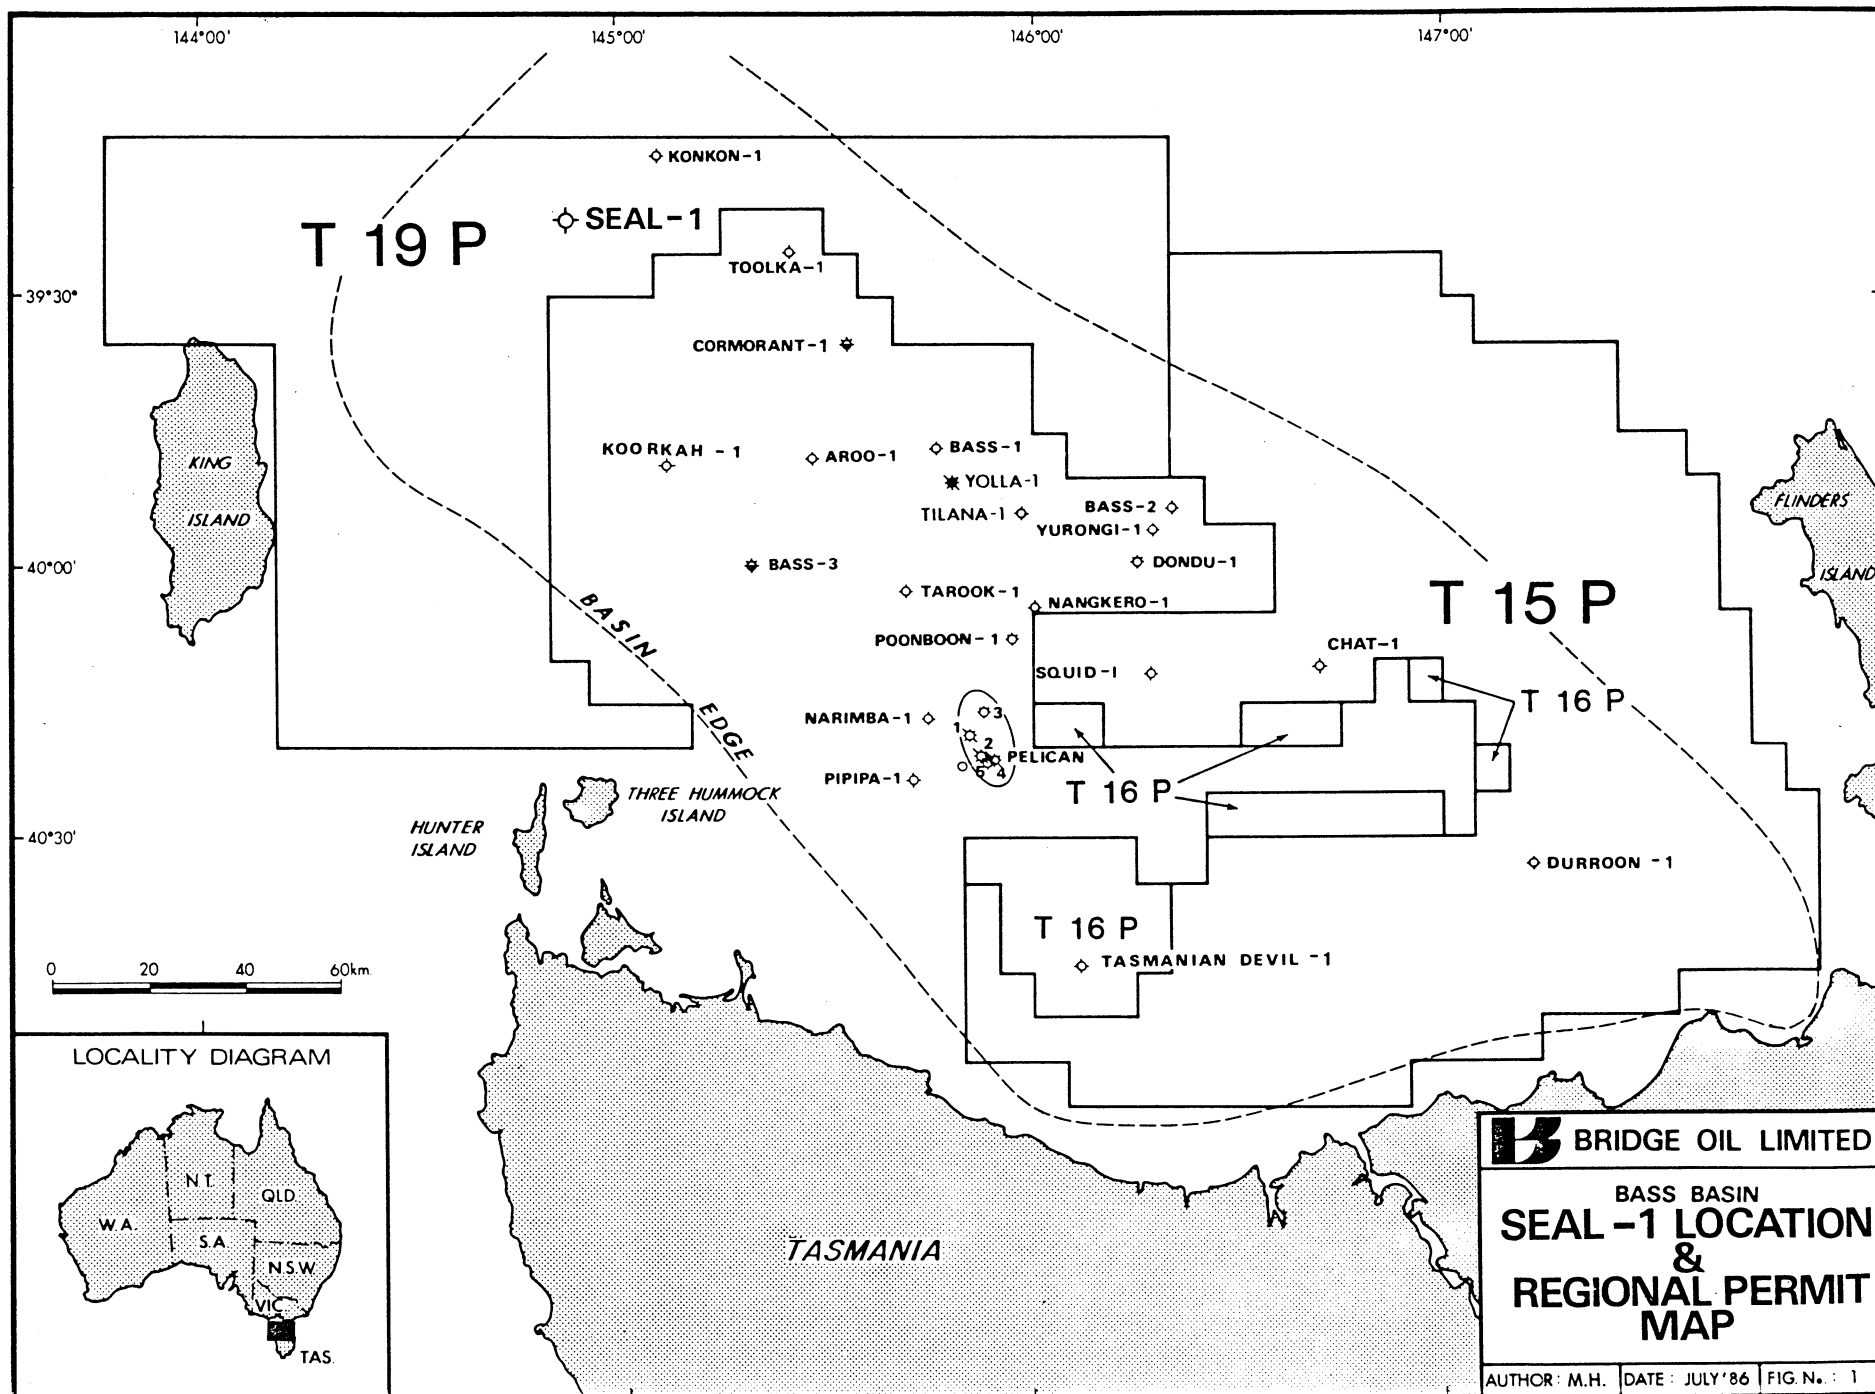 144°00'
145°00'
146°00'
147°00'
KONKON-1
SEAL-1
T 19 P
TOOLKA-1
39°30'
CORMORANT-1
KOORKAH - 1
AROO-1
BASS-1
KING
ISLAND
YOLLA-1
TILANA-1
BASS-2
YURONGI-1
FLINDERS
ISLAND
40°00'
BASS-3
DONDU-1
TAROOK-1
NANGKERO-1
T 15 P
BASIN
EDGE
POONBOON-1
CHAT-1
SQUID-1
T 16 P
NARIMBA-1
3
1
2
PELICAN
5
4
PIPIPA-1
T 16 P
THREE HUMMOCK
ISLAND
HUNTER
ISLAND
40°30'
DURROON -1
T 16 P
TASMANIAN DEVIL -1
0 20 40 60km.
LOCALITY DIAGRAM
N.T.
QLD.
W.A.
S.A.
N.S.W.
VIC.
TAS.
TASMANIA
BRIDGE OIL LIMITED
BASS BASIN
SEAL-1 LOCATION
&
REGIONAL PERMIT
MAP
AUTHOR: M.H. DATE: JULY'86 FIG. No.: 1